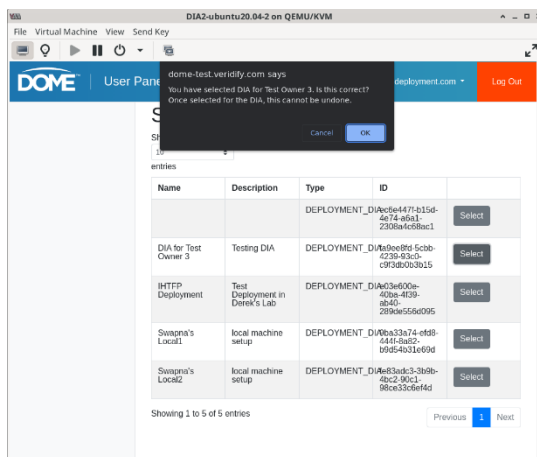 DIA2-ubuntu20.04-2 on QEMU/KVM
File Virtual Machine View Send Key
DOME User Pane
deployment.com
Log Out
dome-test.veridify.com says
You have selected DIA for Test Owner 3. Is this correct?
Once selected for the DIA, this cannot be undone.
Cancel OK
10
entries
Name Description Type ID
DEPLOYMENT_DIA
ec6e447f-b15d-
4e74-a6a1-
2308a4c68ac1
Select
DIA for Test
Owner 3
Testing DIA
DEPLOYMENT_DIA
fa9ee8fd-5cbb-
4239-93c0-
c9f3db0b3b15
Select
IHTFP
Deployment
Test
Deployment in
Derek's Lab
DEPLOYMENT_DIA
e03e600e-
40ba-4f39-
ab40-
289de556d095
Select
Swapna's
Local1
local machine
setup
DEPLOYMENT_DIA
9ba33a74-efd8-
444f-8a82-
b9d54b31e69d
Select
Swapna's
Local2
local machine
setup
DEPLOYMENT_DIA
fe83adc3-3b9b-
4bc2-90c1-
98ce33c6ef4d
Select
Showing 1 to 5 of 5 entries
Previous 1 Next